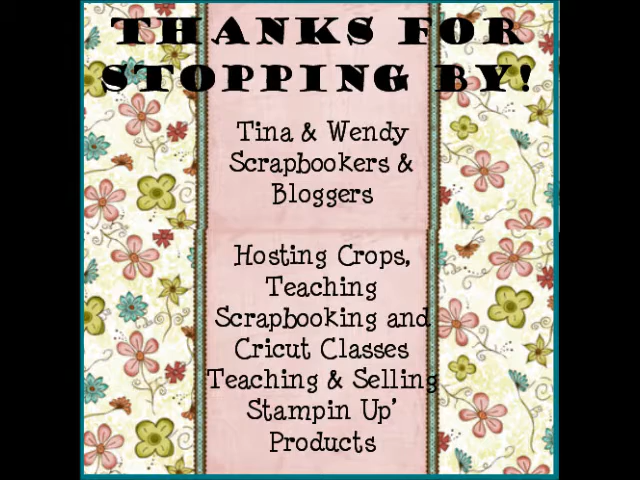 THANKS FOR
STOPPING BY!
Tina & Wendy
Scrapbookers &
Bloggers
Hosting Crops,
Teaching
Scrapbooking and
Cricut Classes
Teaching & Selling
Stampin Up'
Products